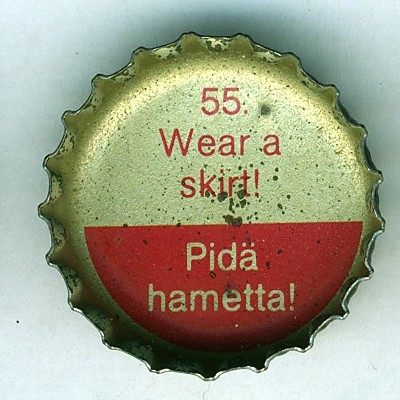 55.
Wear a
skirt!
Pidä
hametta!